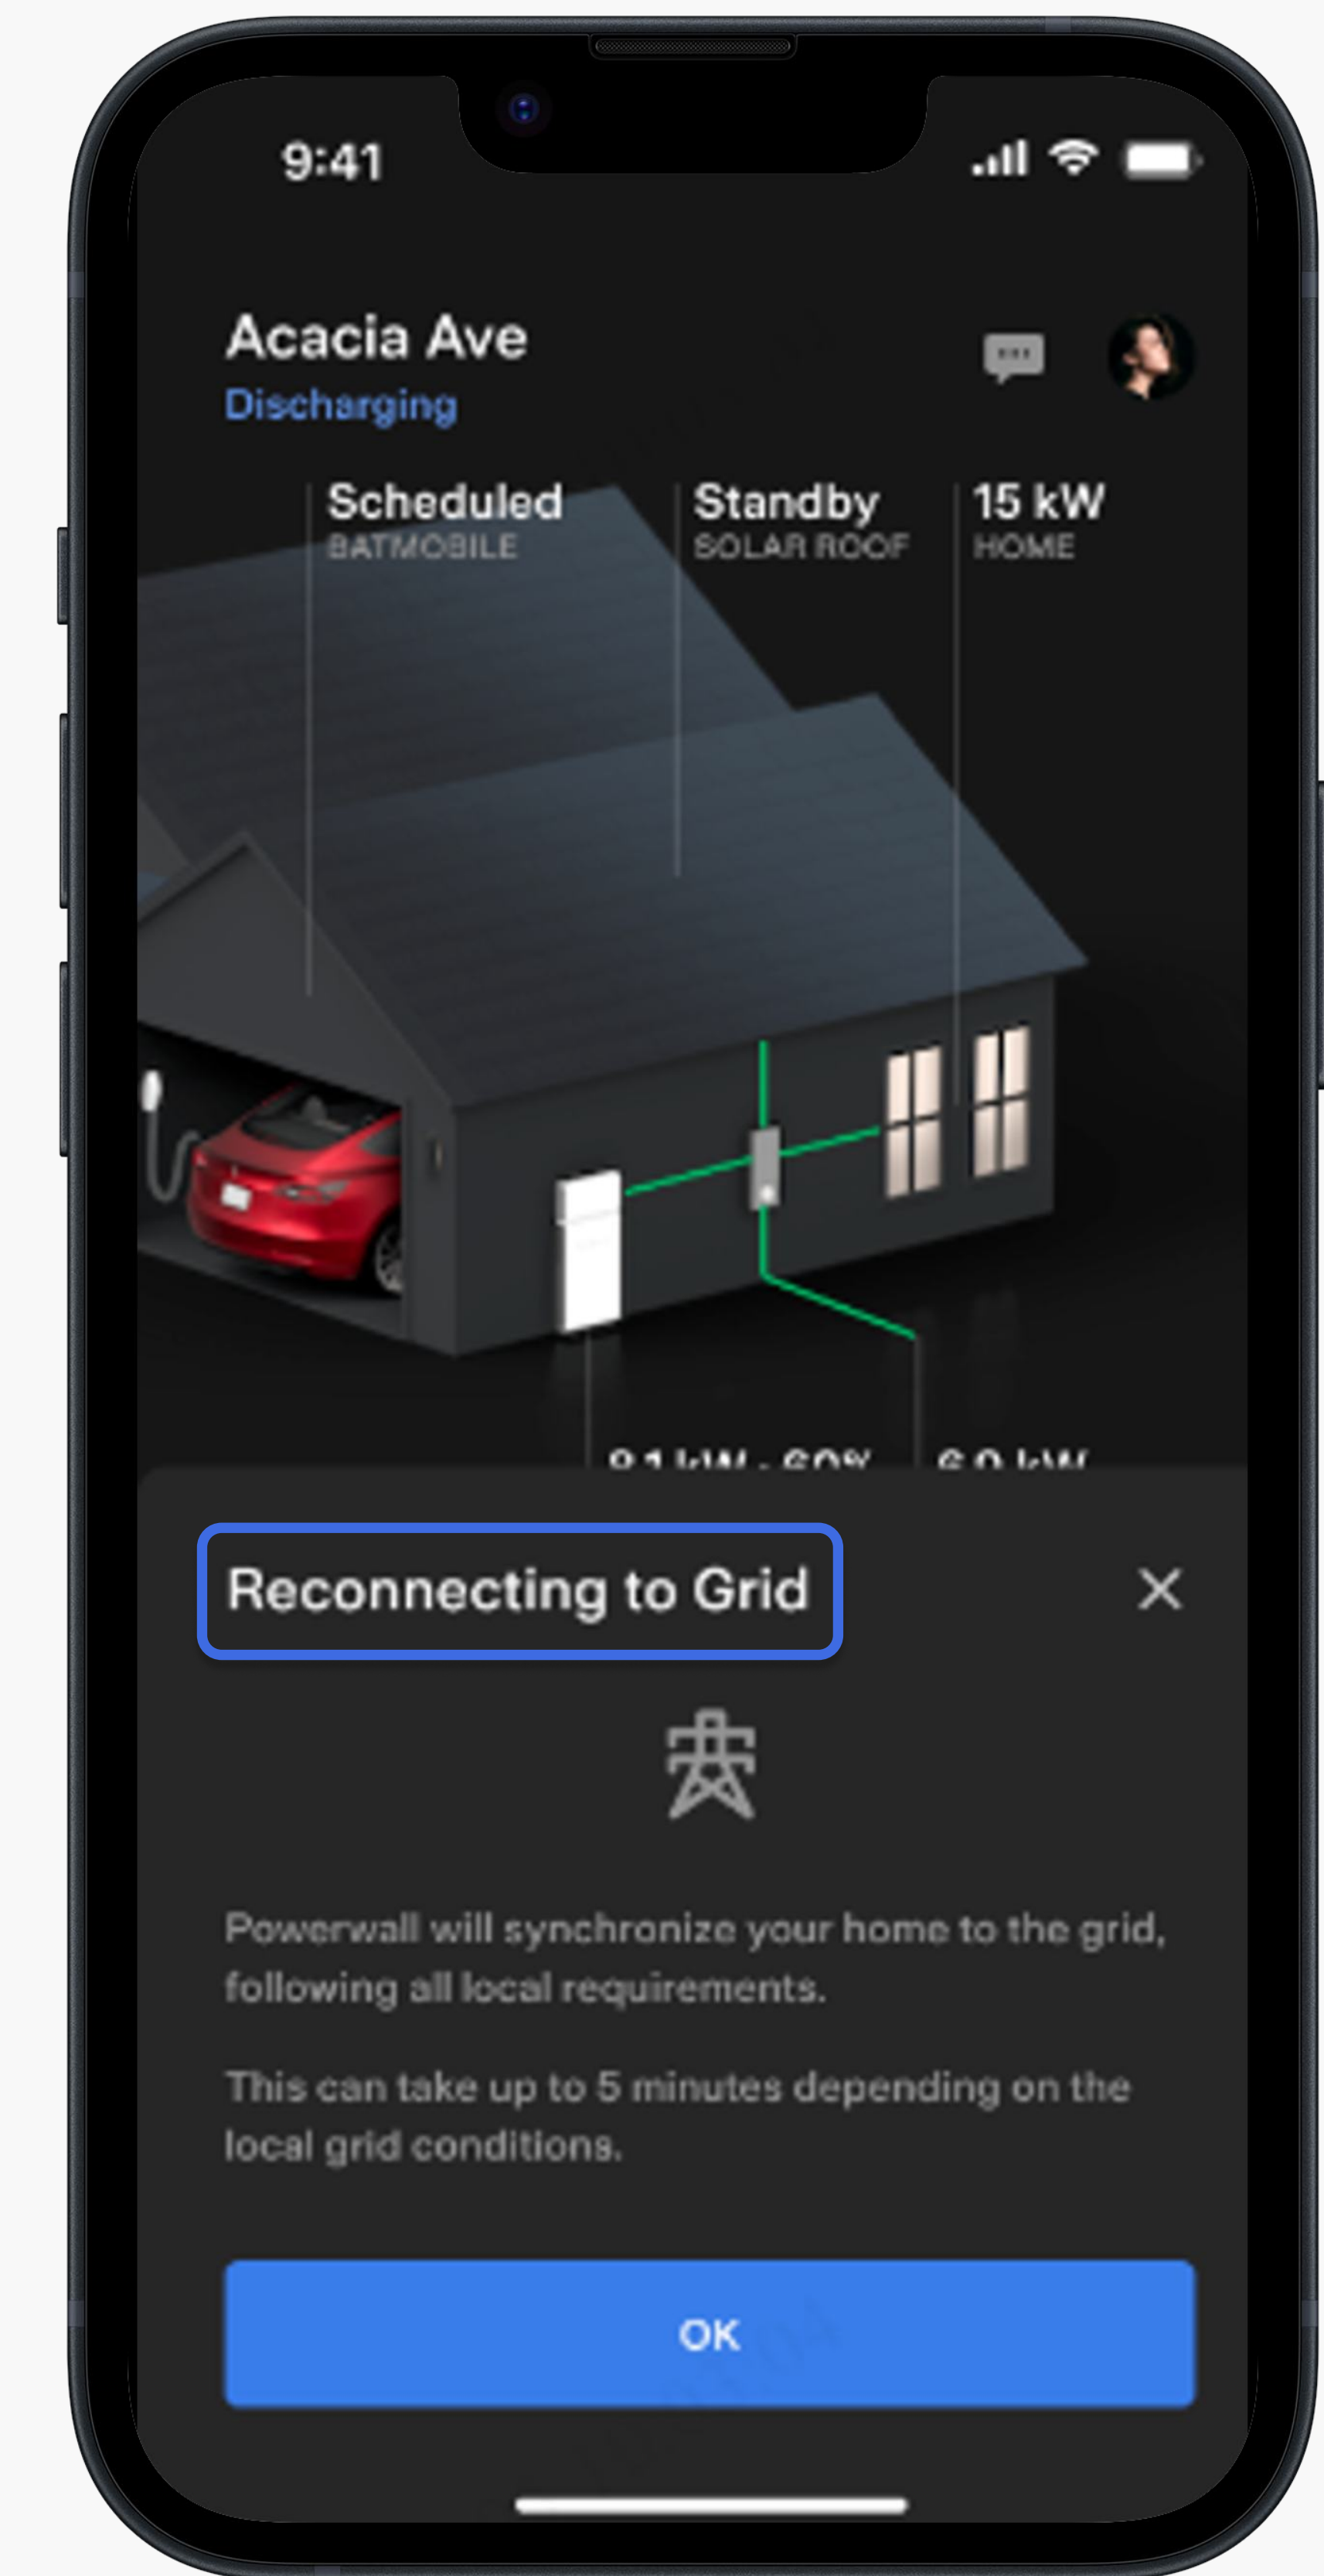 9:41
Acacia Ave
Discharging
Scheduled
BATMOBILE
Standby
SOLAR ROOF
15 kW
HOME
Reconnecting to Grid
Powerwall will synchronize your home to the grid,
following all local requirements.
This can take up to 5 minutes depending on the
local grid conditions.
OK